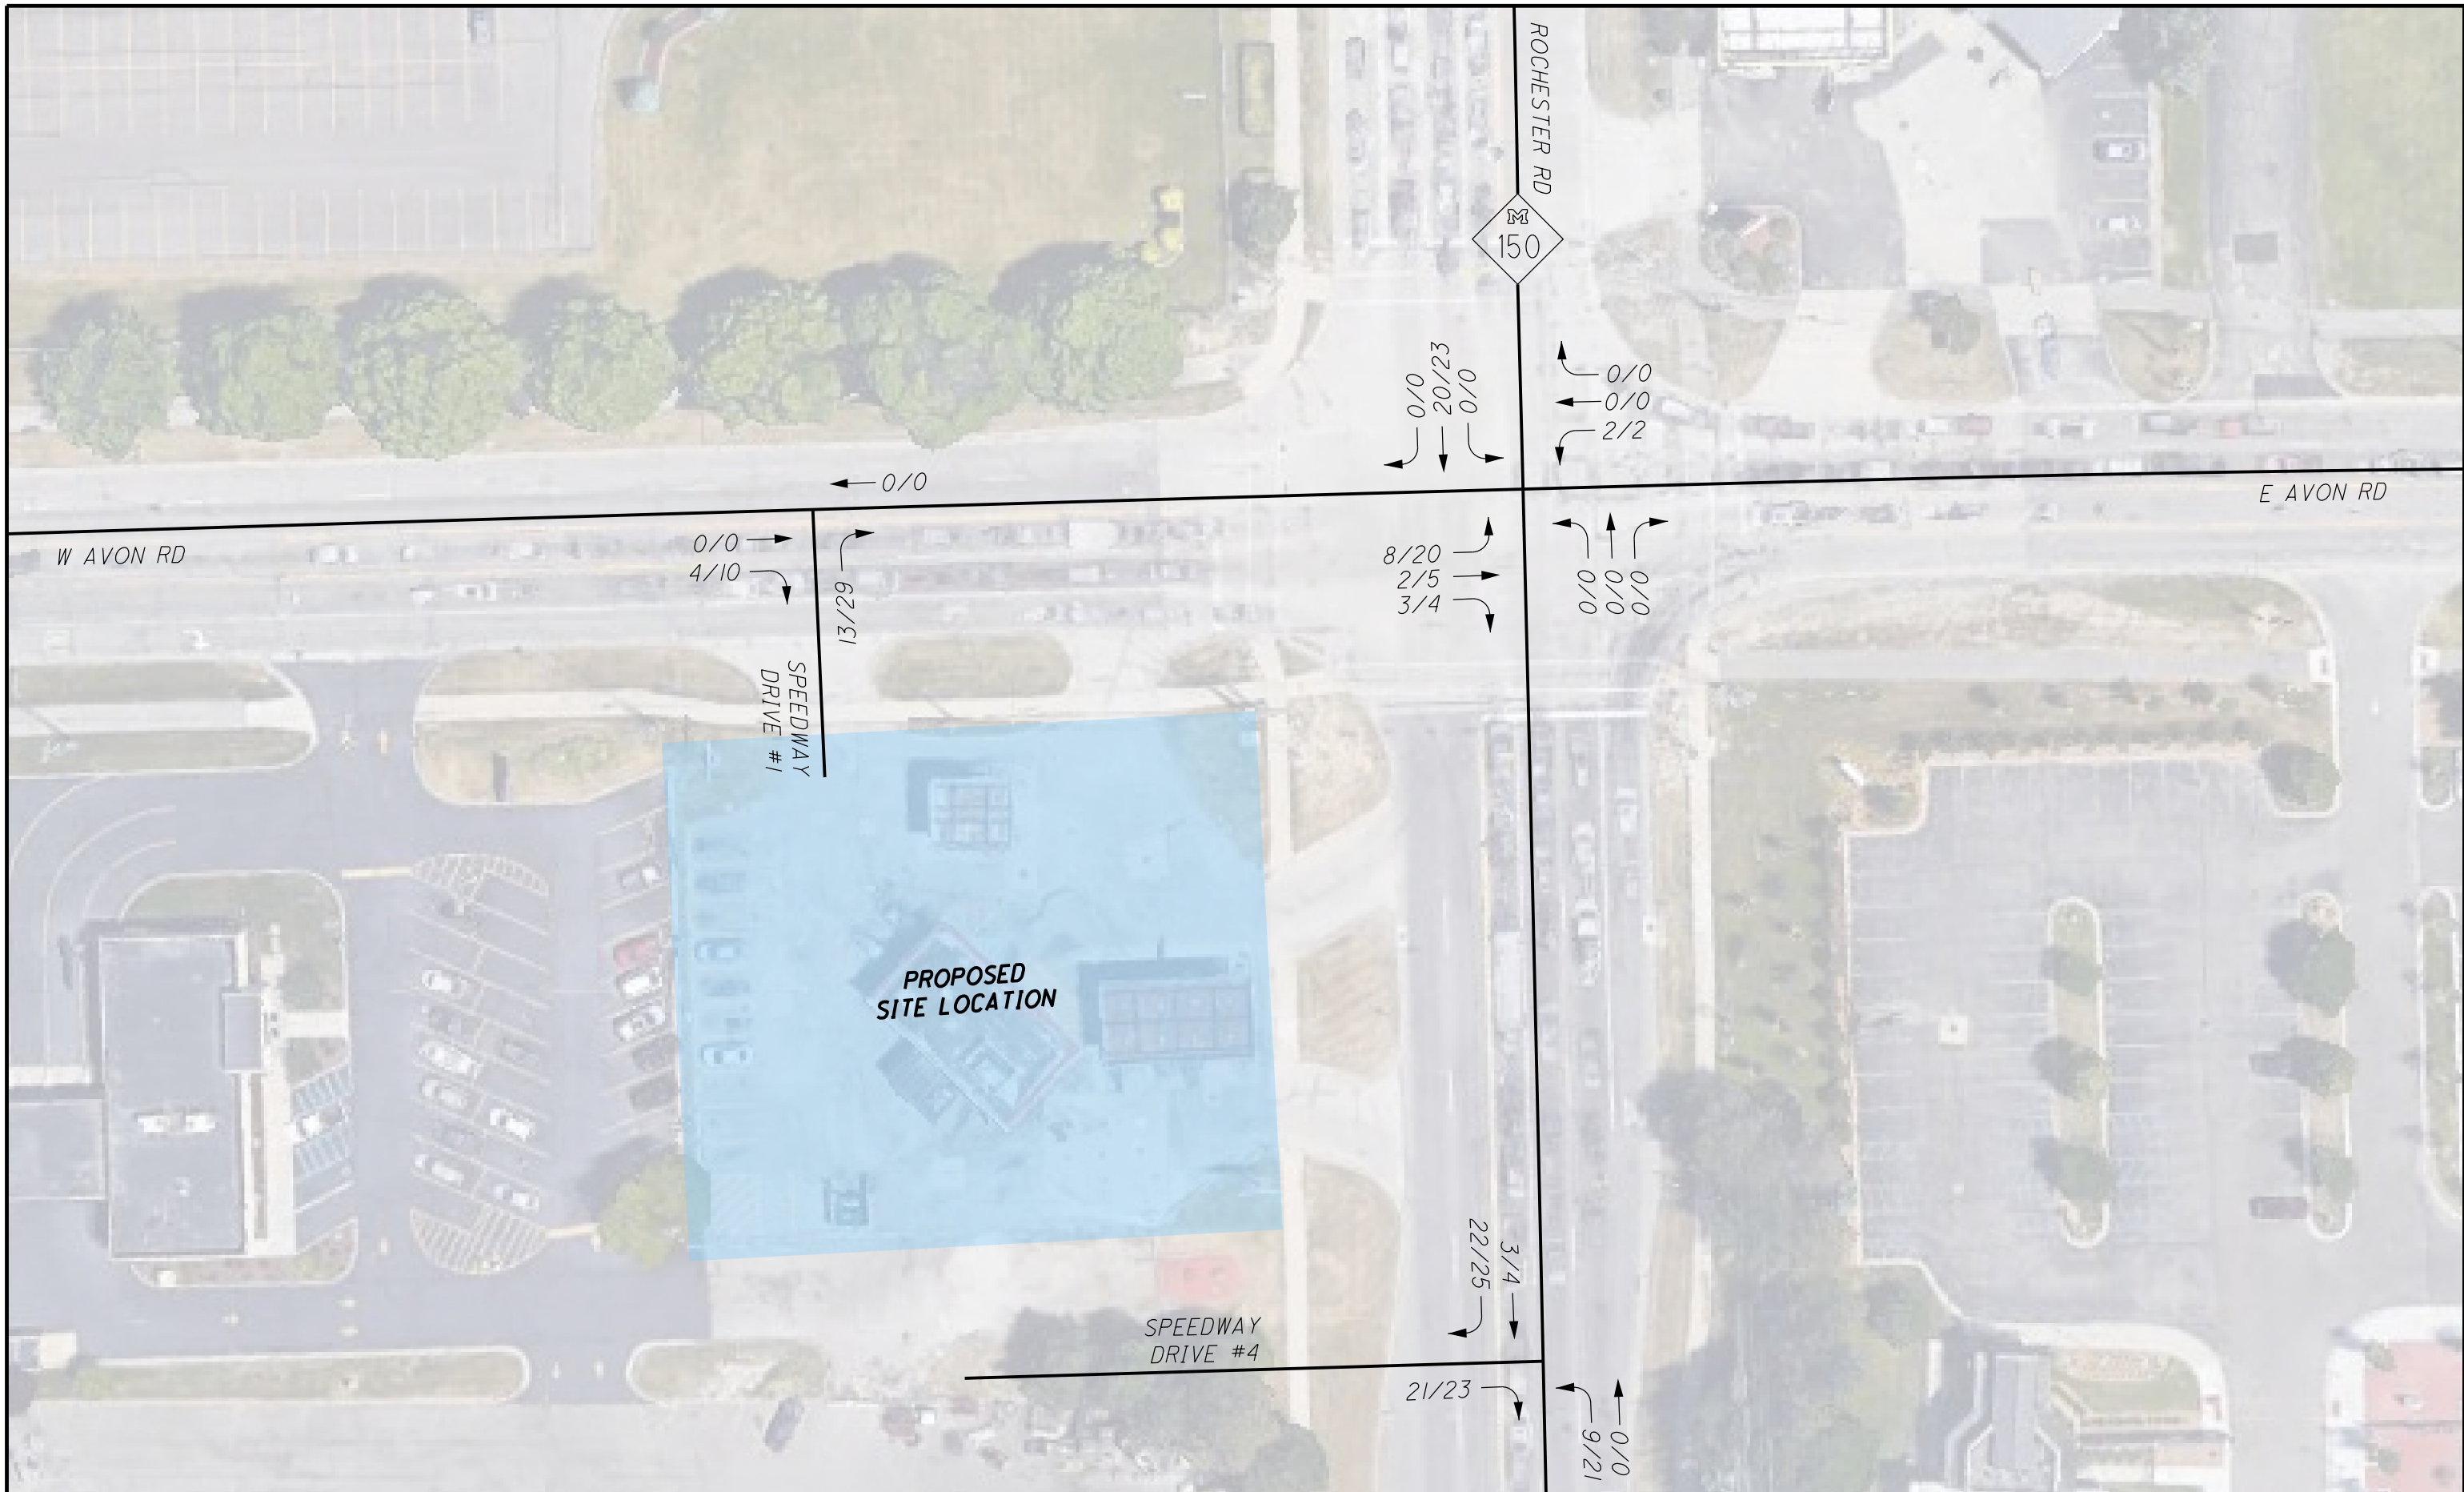 ROCHESTER RD
M
150
0/0
20/23
0/0
0/0
0/0
2/2
0/0
E AVON RD
W AVON RD
0/0
4/10
13/29
8/20
2/5
3/4
0/0
0/0
0/0
SPEEDWAY
DRIVE #1
PROPOSED
SITE LOCATION
22/25
3/4
SPEEDWAY
DRIVE #4
21/23
9/21
0/0